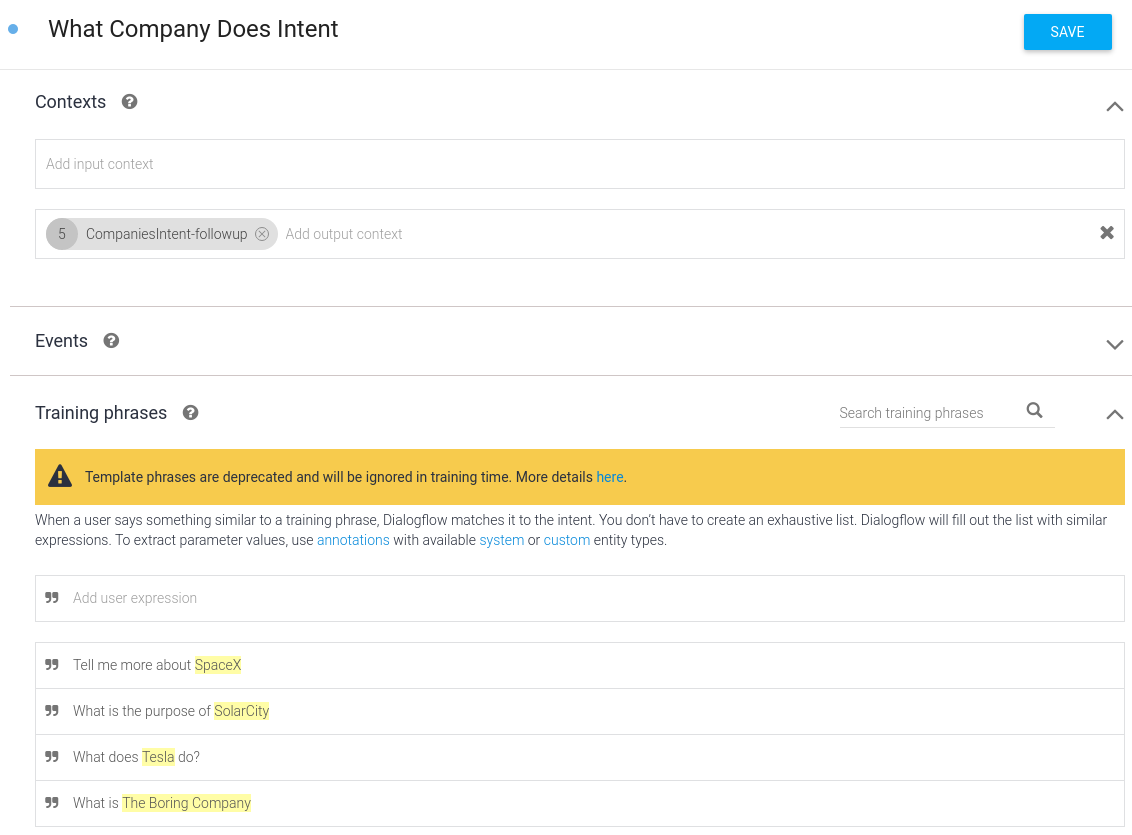 What Company Does Intent
SAVE
Contexts
Add input context
5 CompaniesIntent-followup Add output context
Events
Training phrases
Search training phrases
Template phrases are deprecated and will be ignored in training time. More details here.
When a user says something similar to a training phrase, Dialogflow matches it to the intent. You don't have to create an exhaustive list. Dialogflow will fill out the list with similar
expressions. To extract parameter values, use annotations with available system or custom entity types.
Add user expression
Tell me more about SpaceX
What is the purpose of SolarCity
What does Tesla do?
What is The Boring Company